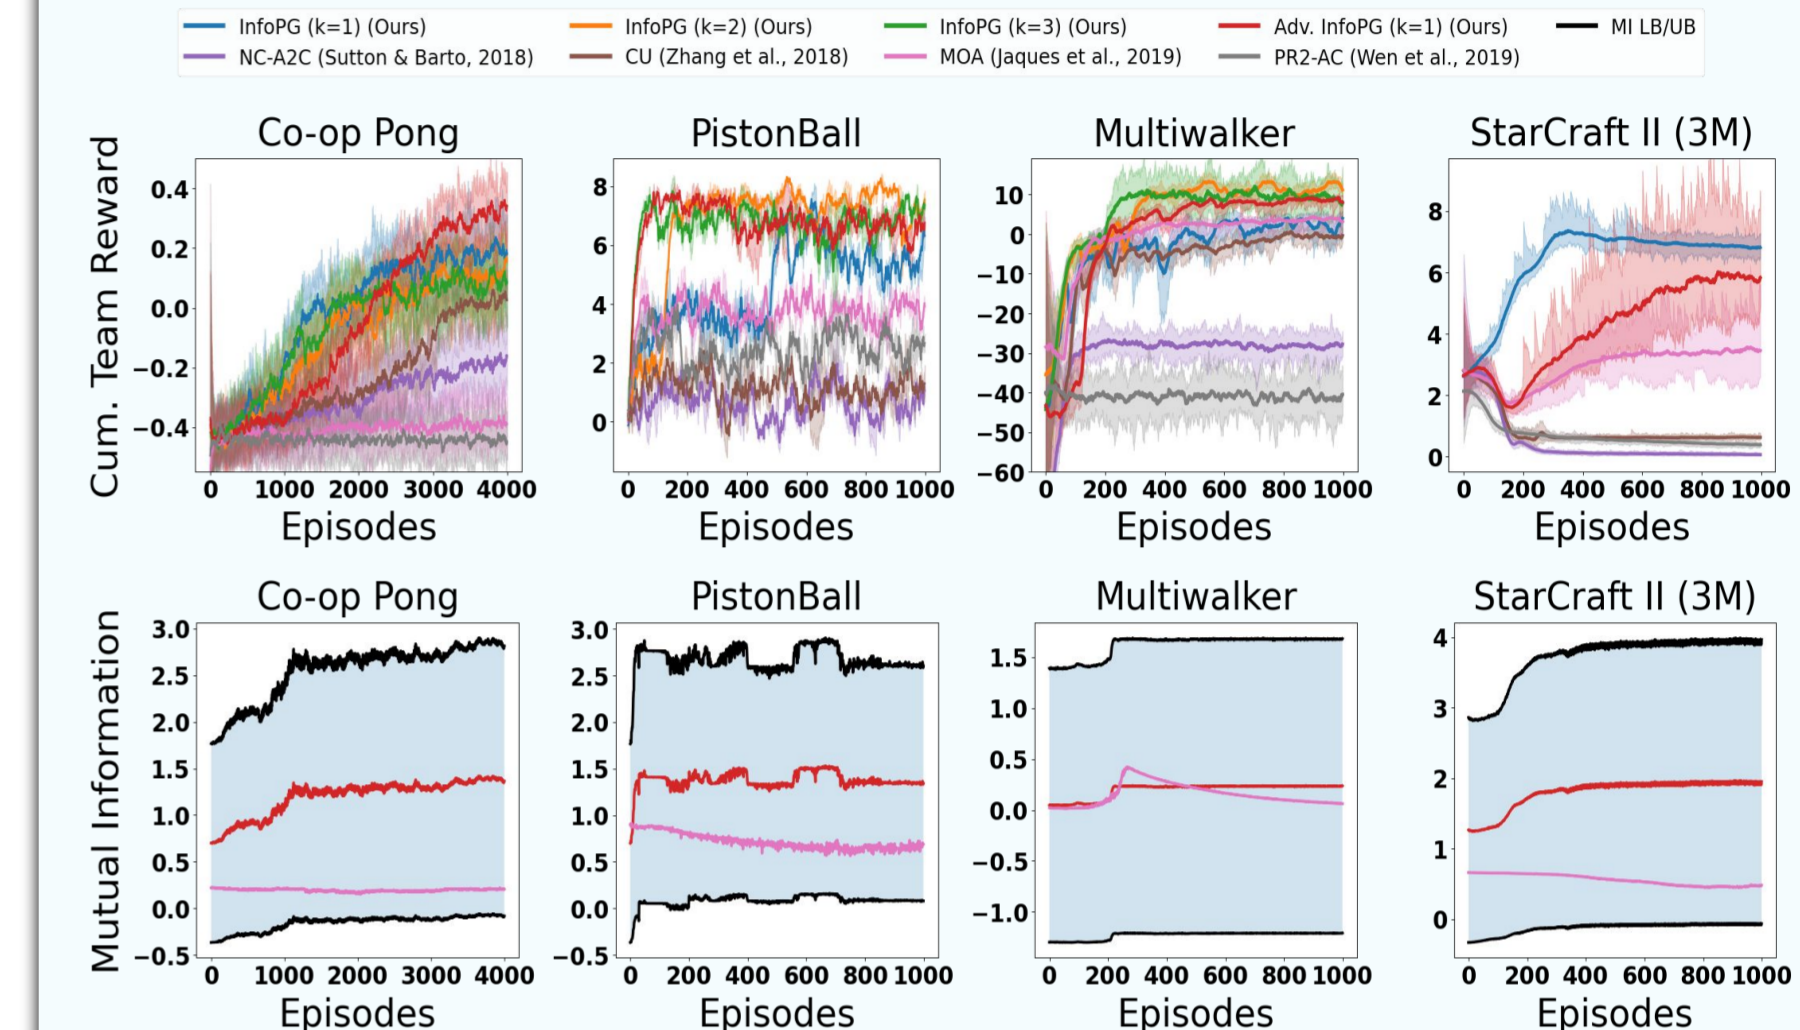 InfoPG (k=1) (Ours) InfoPG (k=2) (Ours) InfoPG (k=3) (Ours) Adv. InfoPG (k=1) (Ours) MI LB/UB
NC-A2C (Sutton & Barto, 2018) CU (Zhang et al., 2018) MOA (Jaques et al., 2019) PR2-AC (Wen et al., 2019)
Co-op Pong PistonBall Multiwalker StarCraft II (3M)
Cum. Team Reward
0.4
0.2
0.0
−0.2
−0.4
0 1000 2000 3000 4000
Episodes
8
6
4
2
0
0 200 400 600 800 1000
Episodes
10
0
−10
−20
−30
−40
−50
−60
0 200 400 600 800 1000
Episodes
8
6
4
2
0
0 200 400 600 800 1000
Episodes
Co-op Pong PistonBall Multiwalker StarCraft II (3M)
Mutual Information
3.0
2.5
2.0
1.5
1.0
0.5
0.0
−0.5
0 1000 2000 3000 4000
Episodes
3.0
2.5
2.0
1.5
1.0
0.5
0.0
−0.5
0 200 400 600 800 1000
Episodes
1.5
1.0
0.5
0.0
−0.5
−1.0
0 200 400 600 800 1000
Episodes
4
3
2
1
0
0 200 400 600 800 1000
Episodes